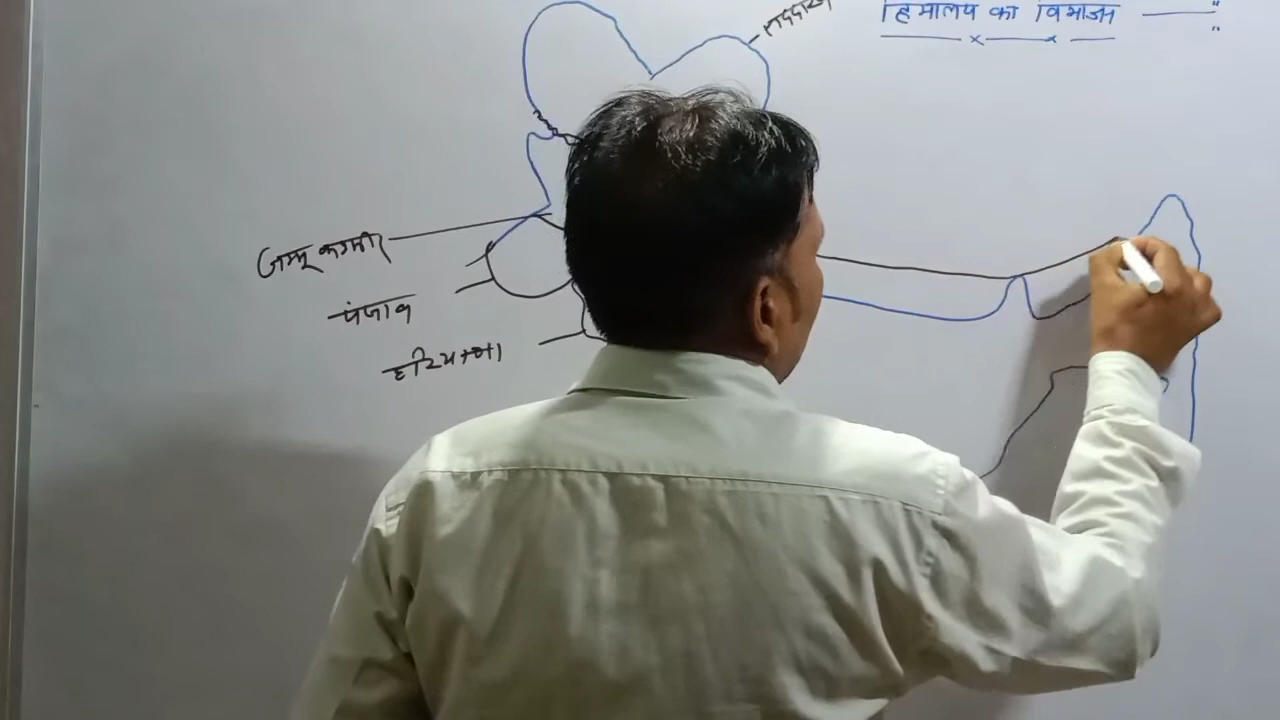 हिमालय का विभाजन
जम्मू कश्मीर
पंजाब
हरियाणा